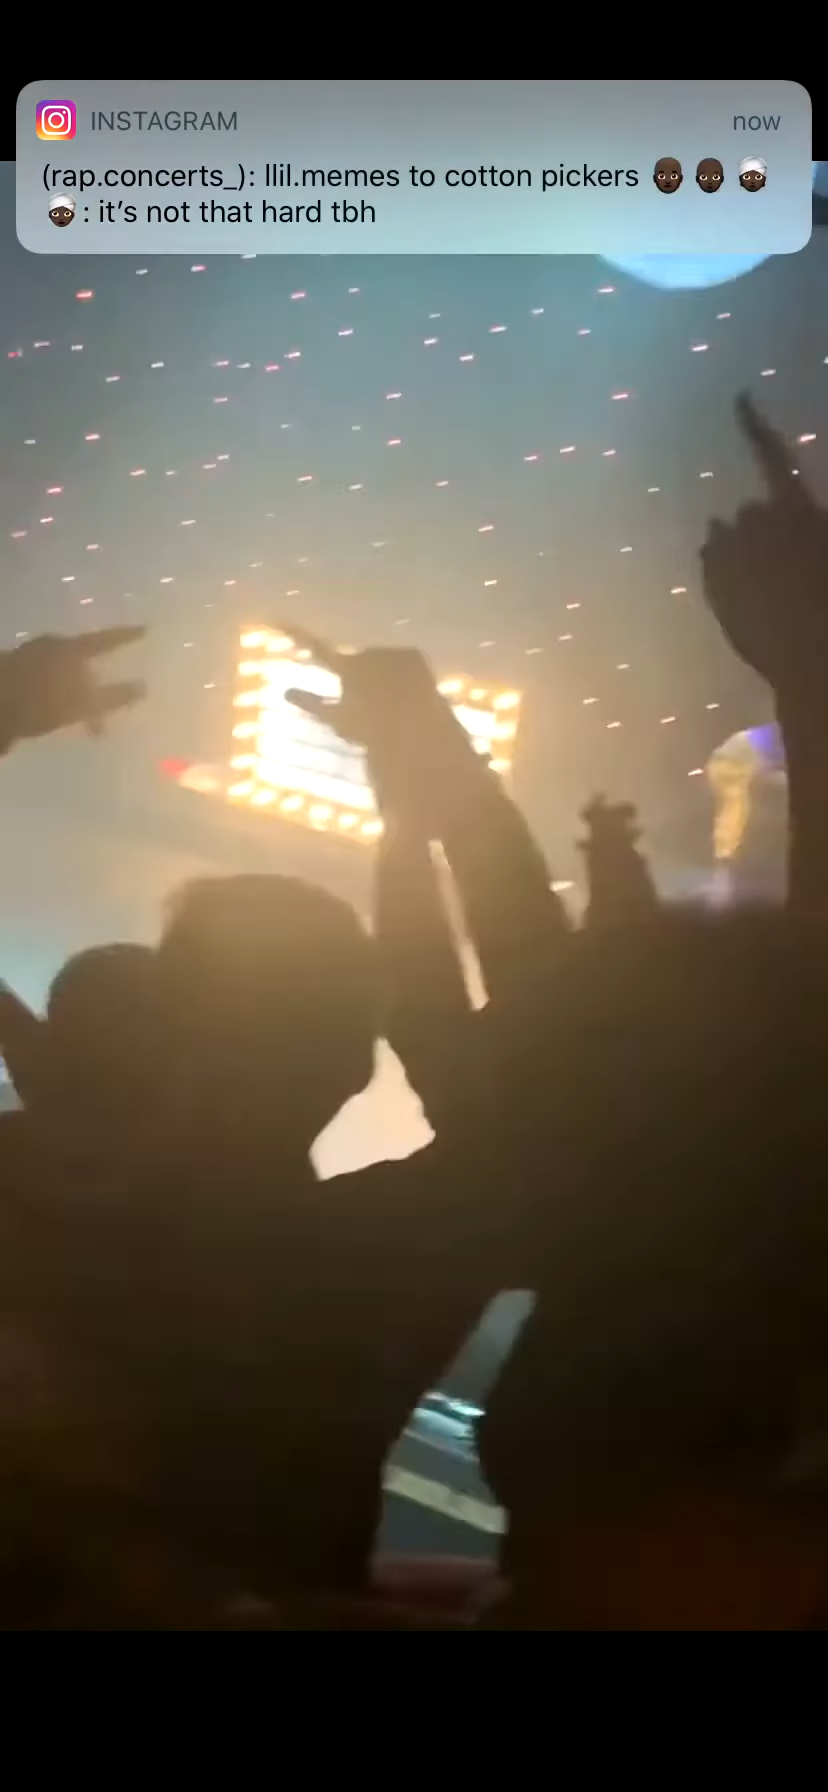 INSTAGRAM now
(rap.concerts_): llil.memes to cotton pickers 👨🏿‍🦲👨🏿‍🦲👳🏿‍♀️
👳🏿‍♀️: it’s not that hard tbh